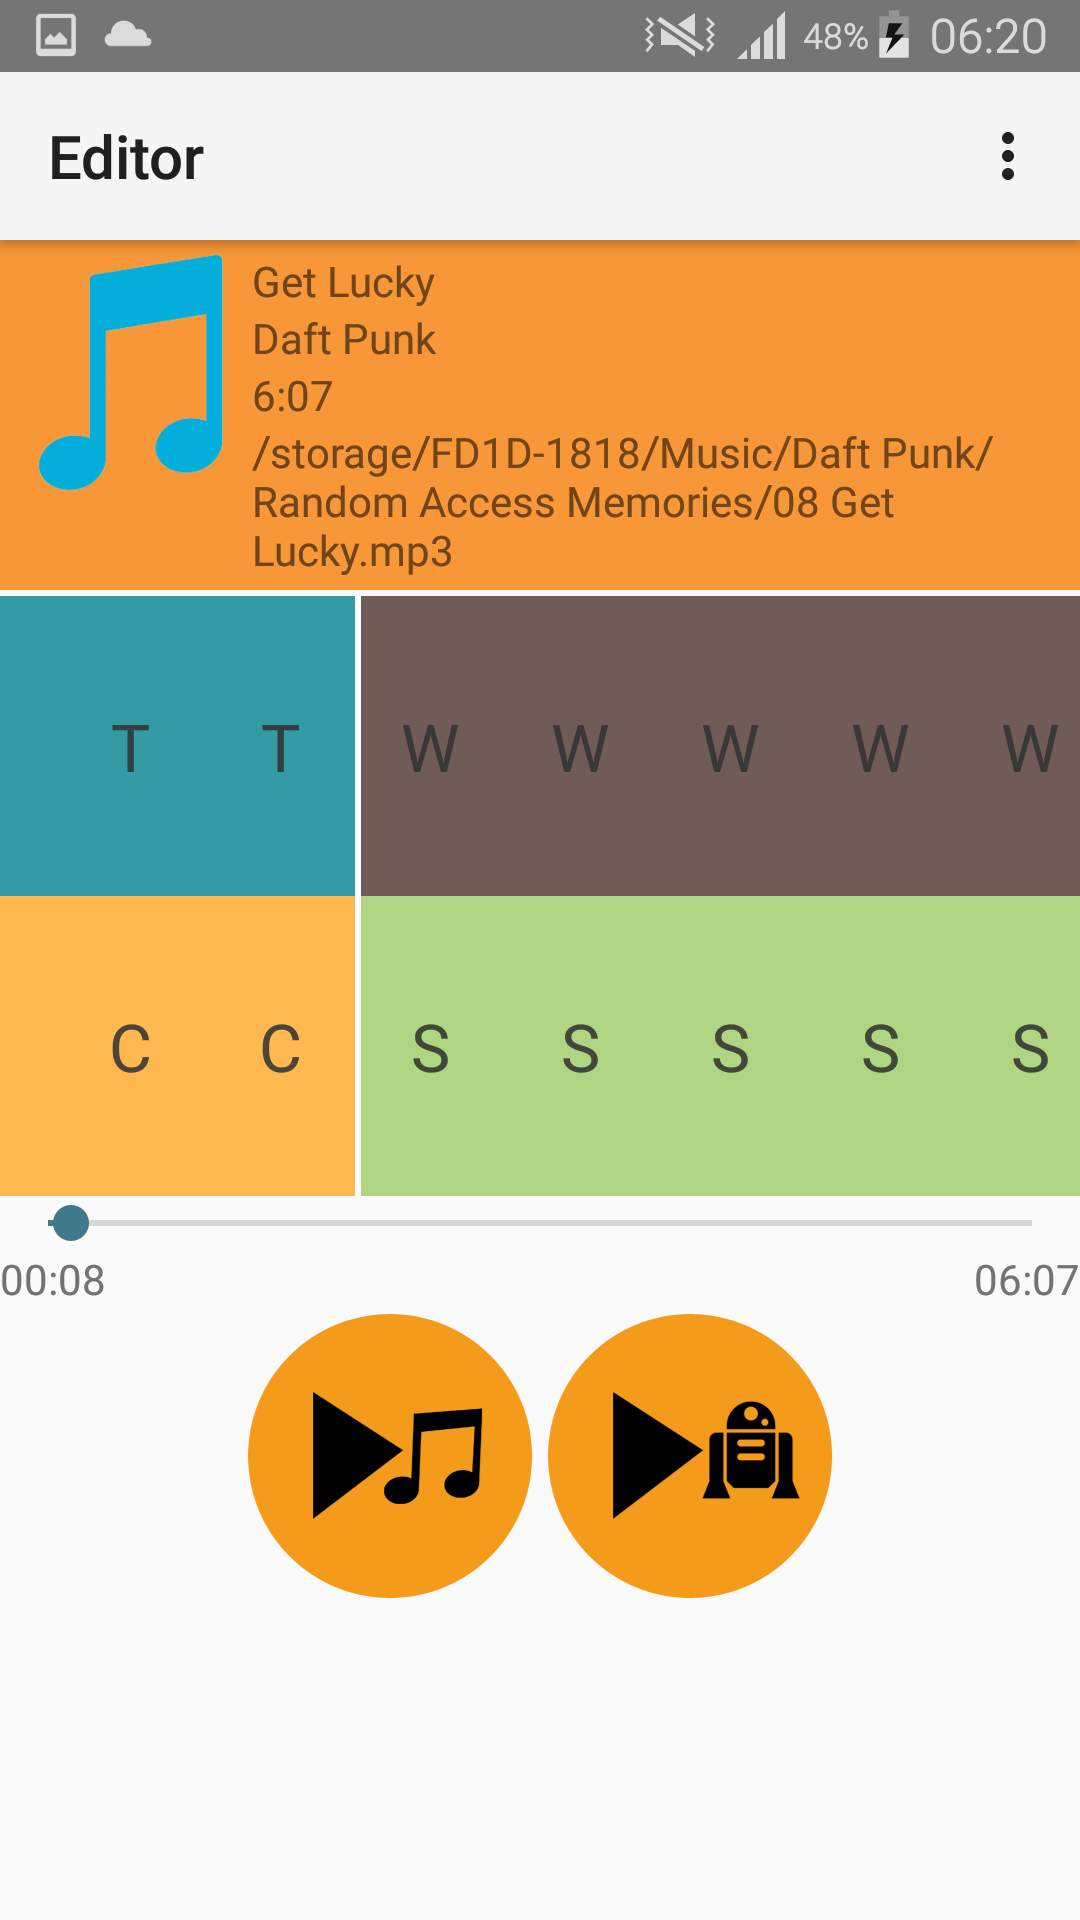 48% 06:20
Editor
Get Lucky
Daft Punk
6:07
/storage/FD1D-1818/Music/Daft Punk/
Random Access Memories/08 Get
Lucky.mp3
T T W W W W W
C C S S S S S
00:08 06:07